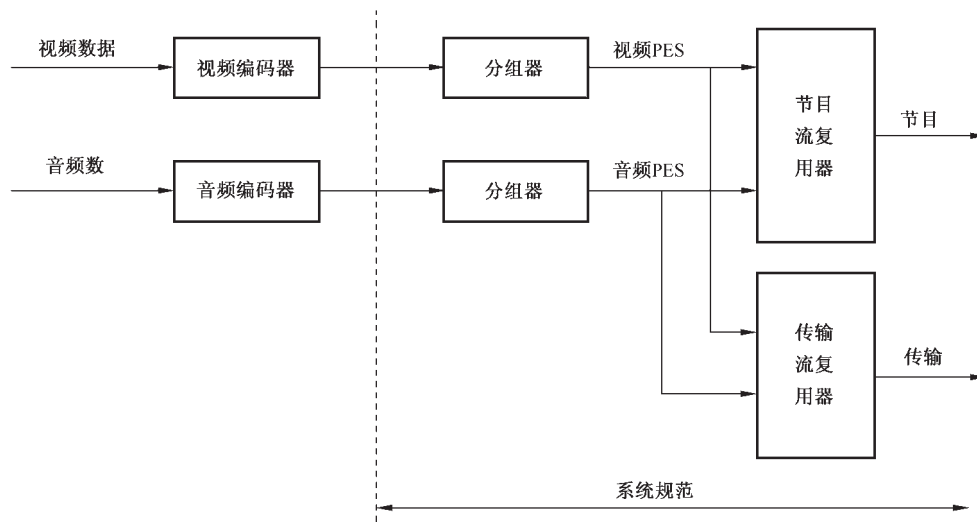 视频数据
视频编码器
分组器
视频PES
节目
流复
用器
节目
音频数
音频编码器
分组器
音频PES
传输
流复
用器
传输
系统规范